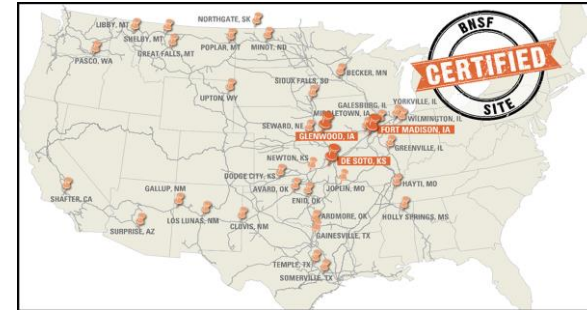 NORTHGATE, SK
LIBBY, MT
SHELBY, MT
GREAT FALLS, MT
POPLAR, MT
MINOT, ND
PASCO, WA
BECKER, MN
SIOUX FALLS, SD
UPTON, WY
GALESBURG, IL
YORKVILLE, IL
MIDDLETOWN, IA
WILMINGTON, IL
SEWARD, NE
GLENWOOD, IA
FORT MADISON, IA
GREENVILLE, IL
DE SOTO, KS
NEWTON, KS
DODGE CITY, KS
AVARD, OK
ENID, OK
JOPLIN, MO
HAYTI, MO
SHAFTER, CA
GALLUP, NM
LOS LUNAS, NM
CLOVIS, NM
SURPRISE, AZ
ARDMORE, OK
HOLLY SPRINGS, MS
GAINESVILLE, TX
TEMPLE, TX
SOMERVILLE, TX
BNSF
CERTIFIED
SITE